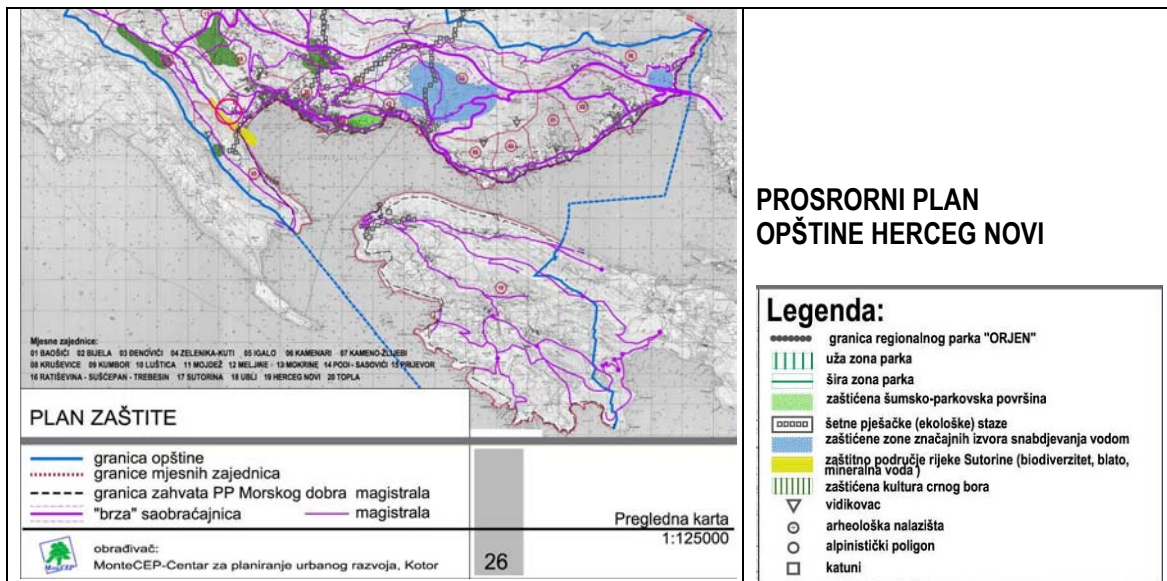 Mjesne zajednice:
01 BAOŠIĆI 02 BIJELA 03 ĐENOVIĆI 04 ZELENIKA-KUTI 05 IGALO 06 KAMENARI 07 KAMENO-ŽLIJEBI
08 KRUŠEVICE 09 KUMBOR 10 LUŠTICA 11 MOJDEŽ 12 MELJINE 13 MOKRINE 14 PODI - SASOVIĆI 15 PRIJEVOR
16 RATIŠEVINA - SUŠĆEPAN - TREBESIN 17 SUTORINA 18 UBLI 19 HERCEG NOVI 20 TOPLA
PLAN ZAŠTITE
granica opštine
granice mjesnih zajednica
granica zahvata PP Morskog dobra magistrala
"brza" saobraćajnica magistrala
Pregledna karta
1:125000
MonteCEP
obrađivač:
MonteCEP-Centar za planiranje urbanog razvoja, Kotor
26
PROSRORNI PLAN
OPŠTINE HERCEG NOVI
Legenda:
granica regionalnog parka "ORJEN"
uža zona parka
šira zona parka
zaštićena šumsko-parkovska površina
šetne pješačke (ekološke) staze
zaštićene zone značajnih izvora snabdjevanja vodom
zaštitno područje rijeke Sutorine (biodiverzitet, blato,
mineralna voda )
zaštićena kultura crnog bora
vidikovac
arheološka nalazišta
alpinistički poligon
katuni